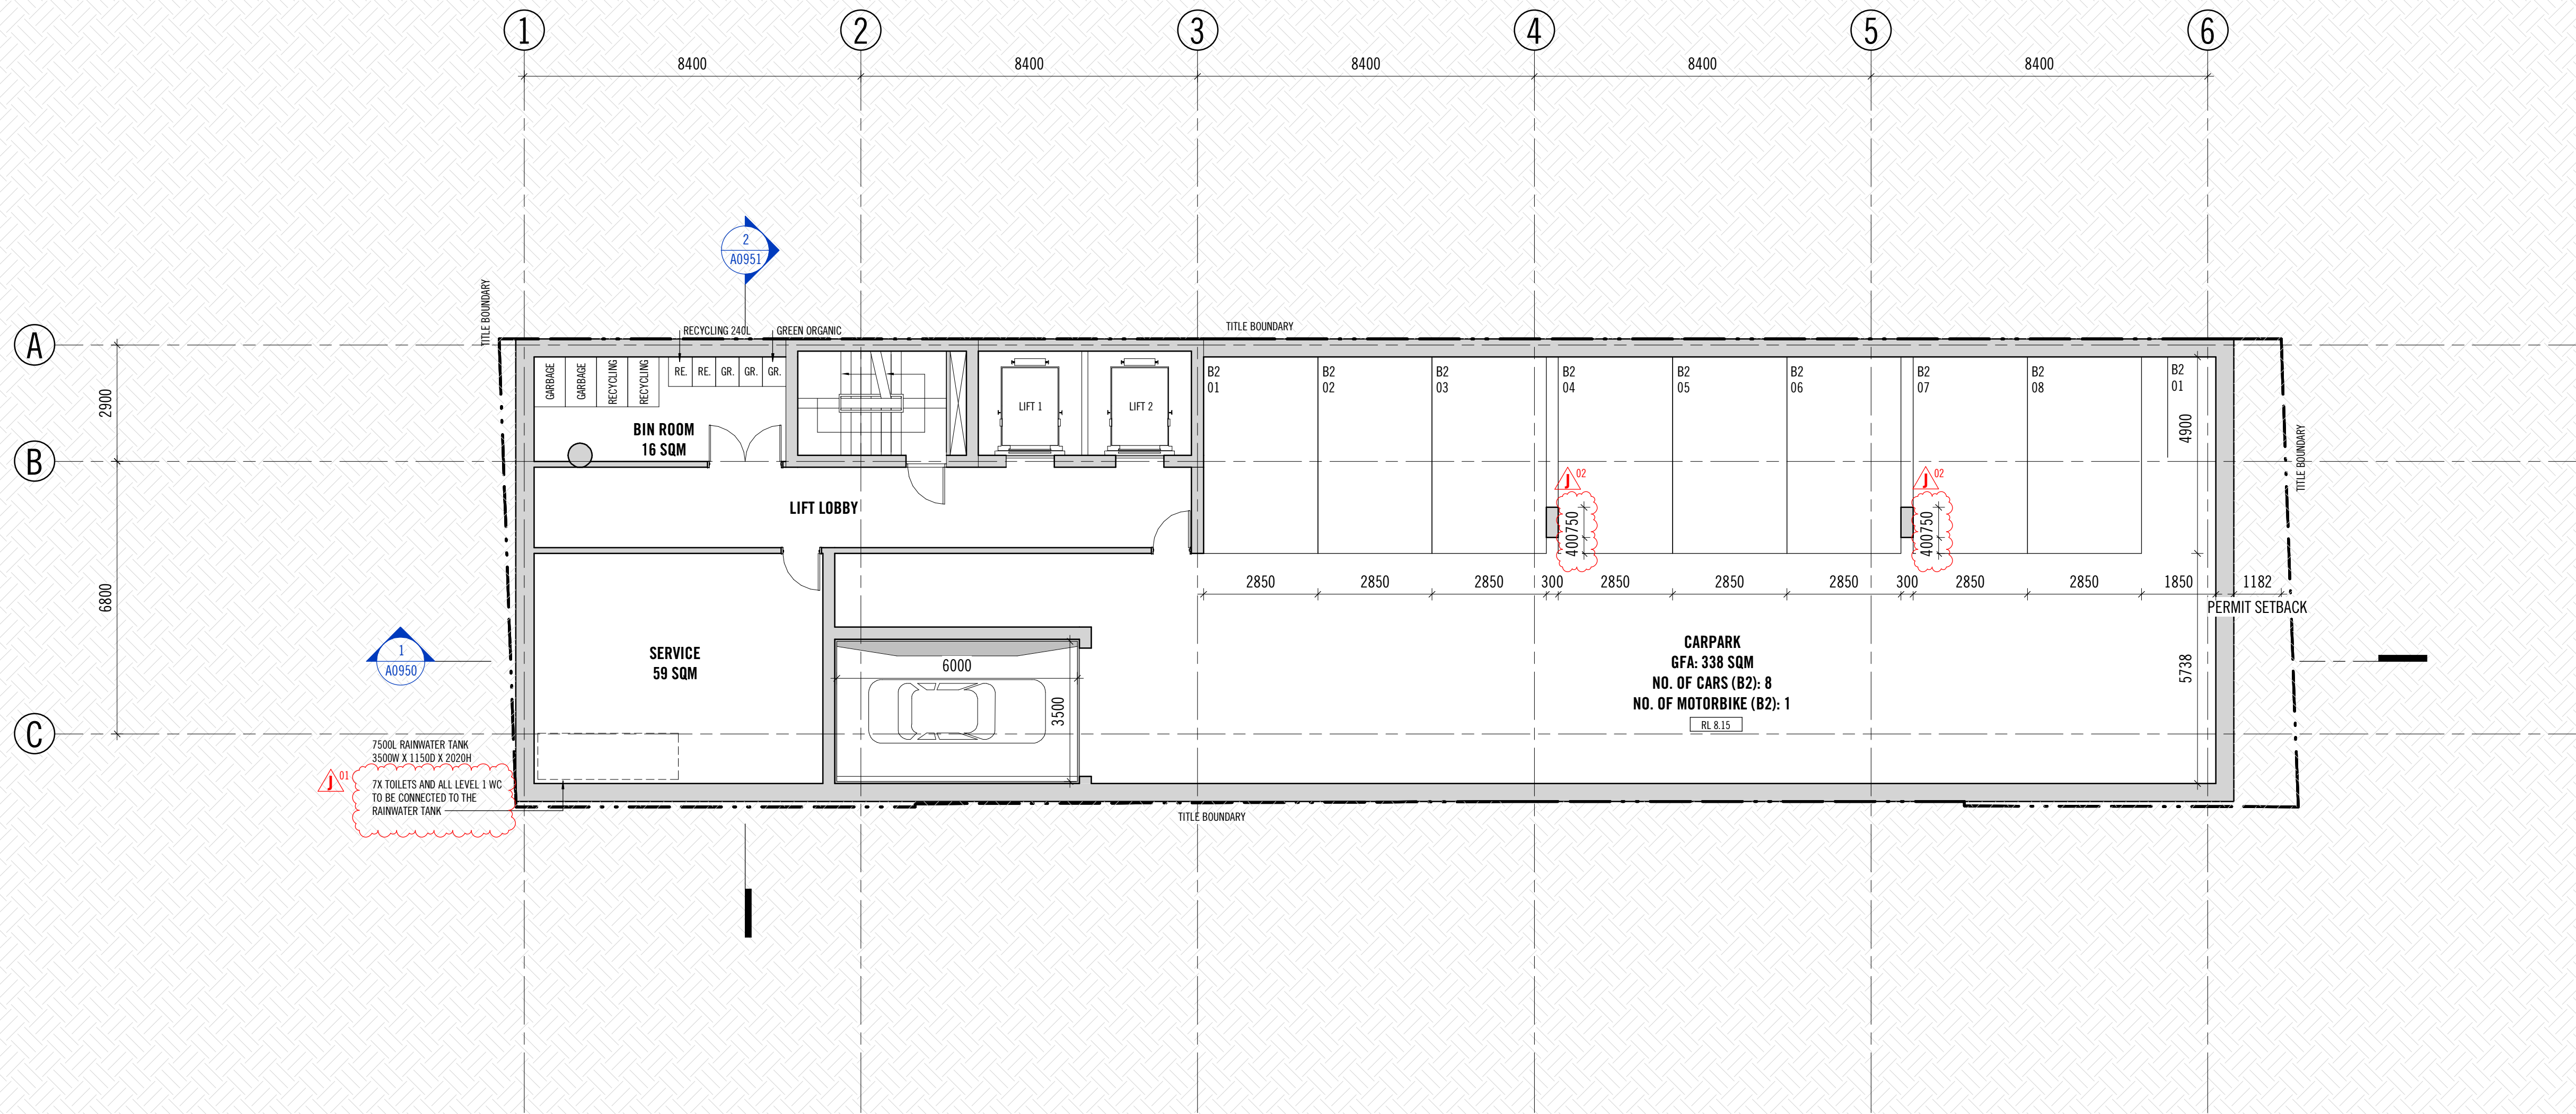 1
2
3
4
5
6
8400
8400
8400
8400
8400
2
A0951
TITLE BOUNDARY
RECYCLING 240L
GREEN ORGANIC
TITLE BOUNDARY
A
B
C
2900
6800
GARBAGE
GARBAGE
RECYCLING
RECYCLING
RE.
RE.
GR.
GR.
GR.
BIN ROOM
16 SQM
LIFT 1
LIFT 2
B2
01
B2
02
B2
03
B2
04
B2
05
B2
06
B2
07
B2
08
B2
01
4900
TITLE BOUNDARY
J 02
400750
J 02
400750
LIFT LOBBY
2850
2850
2850
300
2850
2850
2850
300
2850
2850
1850
1182
PERMIT SETBACK
SERVICE
59 SQM
6000
3500
CARPARK
GFA: 338 SQM
NO. OF CARS (B2): 8
NO. OF MOTORBIKE (B2): 1
RL 8.15
5738
1
A0950
7500L RAINWATER TANK
3500W X 1150D X 2020H
J 01
7X TOILETS AND ALL LEVEL 1 WC
TO BE CONNECTED TO THE
RAINWATER TANK
TITLE BOUNDARY